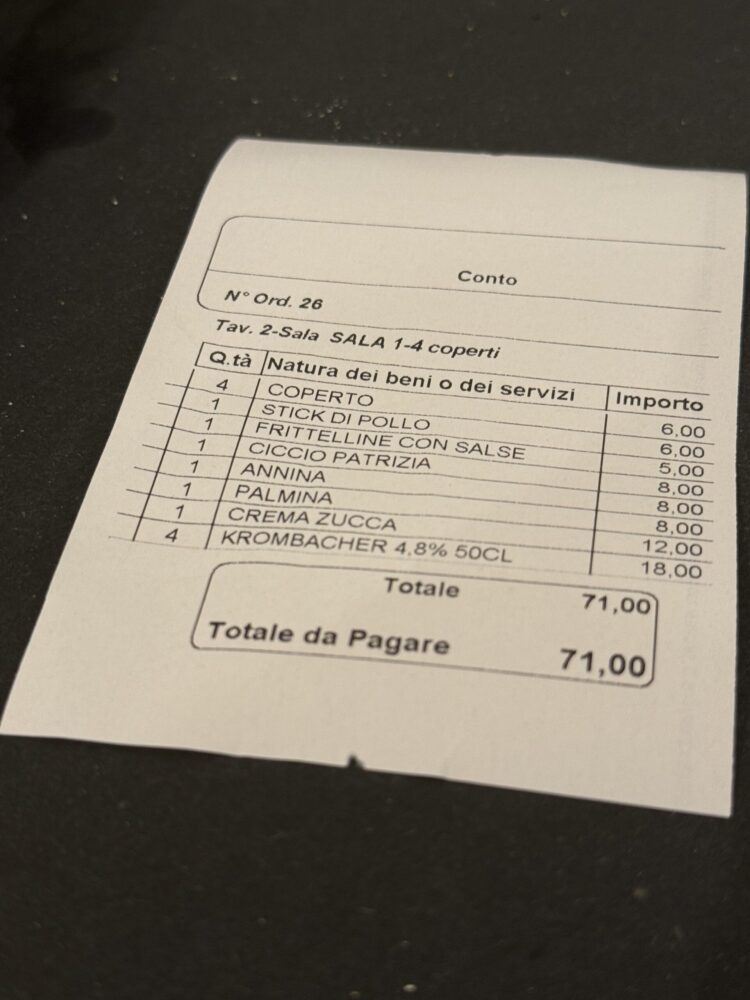 Conto
N° Ord. 26
Tav. 2-Sala SALA 1-4 coperti
Q.tà Natura dei beni o dei servizi Importo
4 COPERTO 6,00
1 STICK DI POLLO 6,00
1 FRITTELLINE CON SALSE 5,00
1 CICCIO PATRIZIA 8,00
1 ANNINA 8,00
1 PALMINA 8,00
1 CREMA ZUCCA 12,00
4 KROMBACHER 4,8% 50CL 18,00
Totale 71,00
Totale da Pagare 71,00